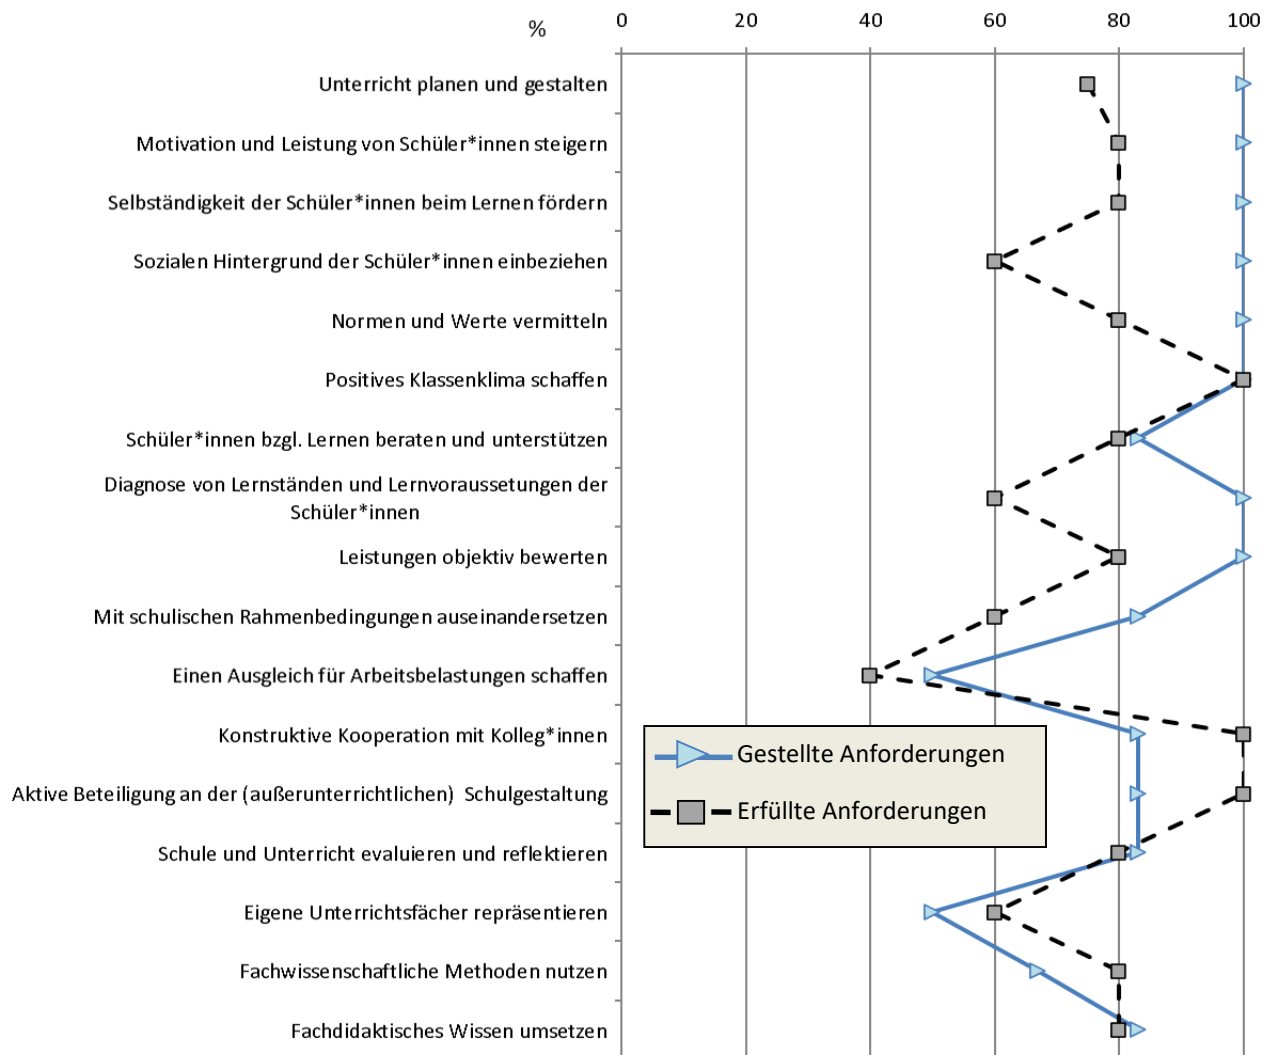 % 0 20 40 60 80 100
Unterricht planen und gestalten
Motivation und Leistung von Schüler*innen steigern
Selbständigkeit der Schüler*innen beim Lernen fördern
Sozialen Hintergrund der Schüler*innen einbeziehen
Normen und Werte vermitteln
Positives Klassenklima schaffen
Schüler*innen bzgl. Lernen beraten und unterstützen
Diagnose von Lernständen und Lernvoraussetungen der
Schüler*innen
Leistungen objektiv bewerten
Mit schulischen Rahmenbedingungen auseinandersetzen
Einen Ausgleich für Arbeitsbelastungen schaffen
Konstruktive Kooperation mit Kolleg*innen
Aktive Beteiligung an der (außerunterrichtlichen) Schulgestaltung
Schule und Unterricht evaluieren und reflektieren
Eigene Unterrichtsfächer repräsentieren
Fachwissenschaftliche Methoden nutzen
Fachdidaktisches Wissen umsetzen
Gestellte Anforderungen
Erfüllte Anforderungen